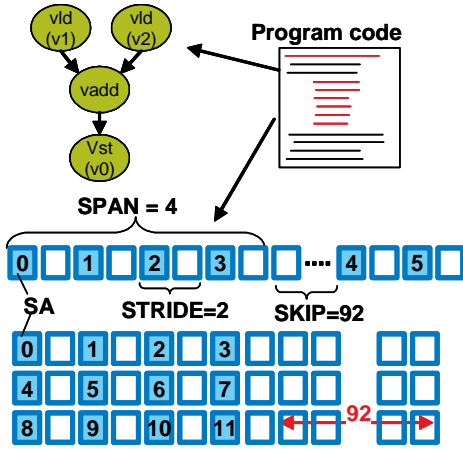 vld vld
(v1) (v2)
Program code
vadd
Vst
(v0)
SPAN = 4
0 1 2 3 4 5
SA STRIDE=2 SKIP=92
0 1 2 3
4 5 6 7
8 9 10 11 92